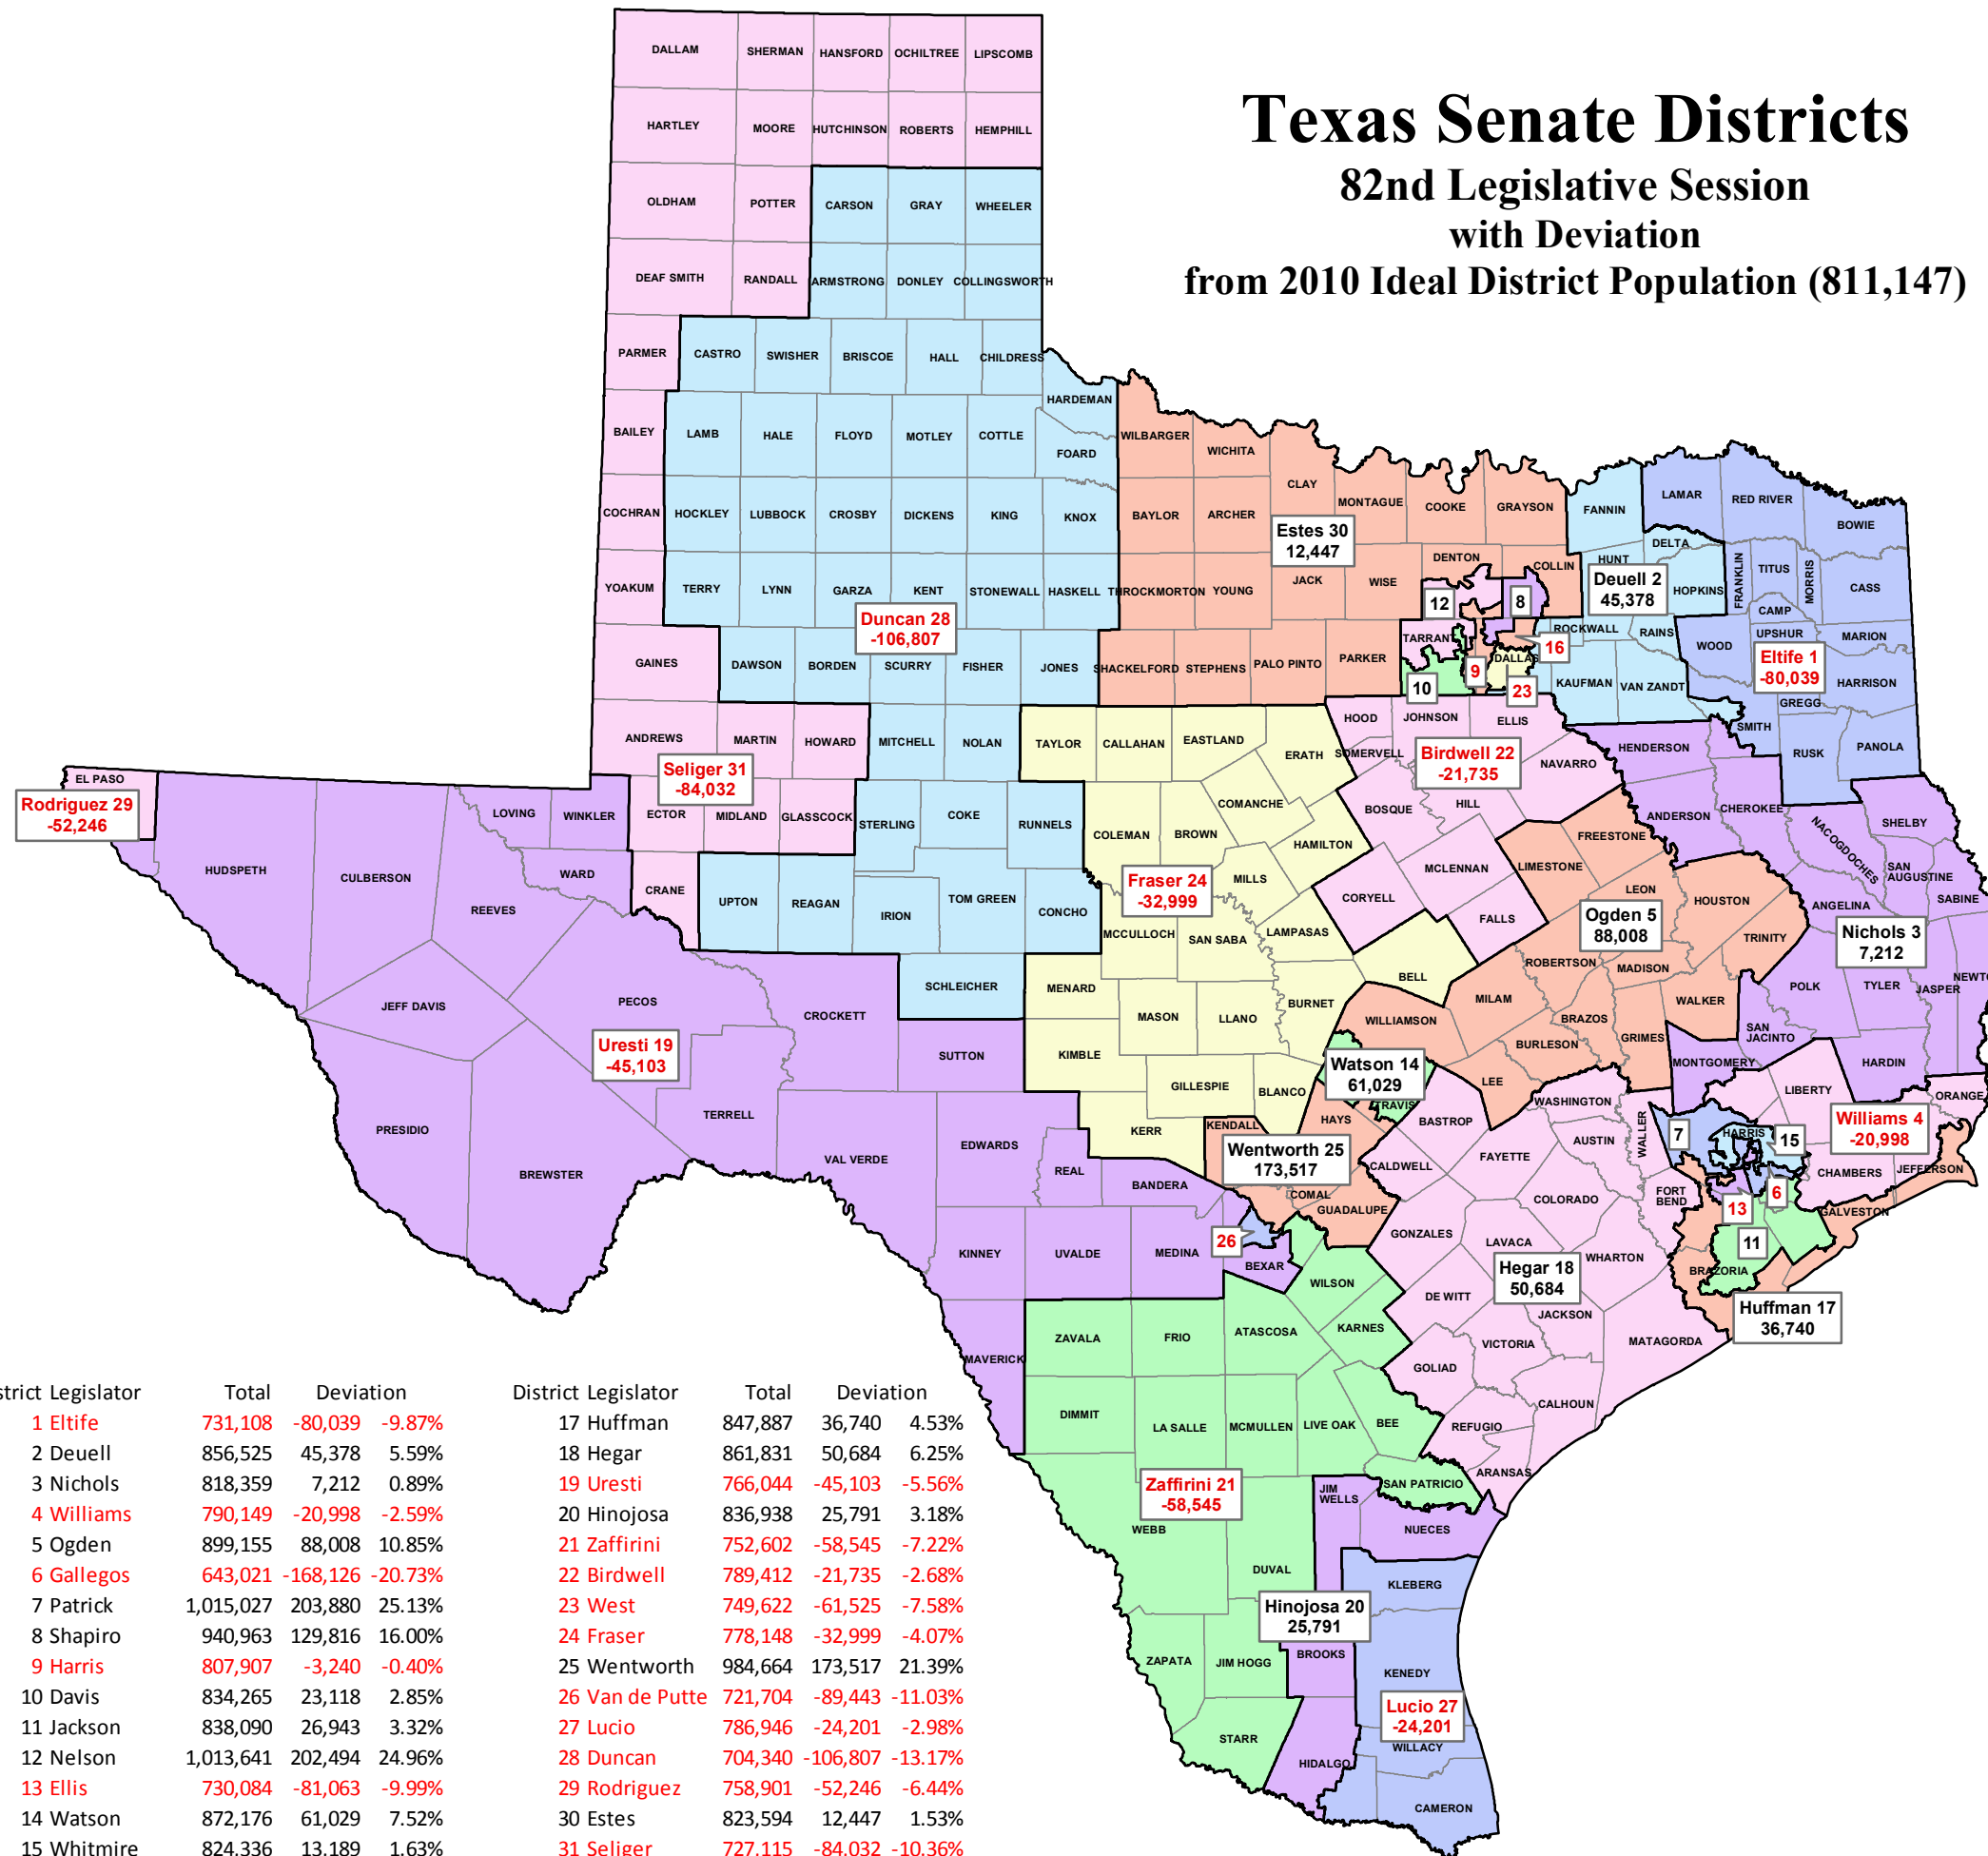 Texas Senate Districts
82nd Legislative Session
with Deviation
from 2010 Ideal District Population (811,147)
DALLAM SHERMAN HANSFORD OCHILTREE LIPSCOMB
HARTLEY MOORE HUTCHINSON ROBERTS HEMPHILL
OLDHAM POTTER CARSON GRAY WHEELER
DEAF SMITH RANDALL ARMSTRONG DONLEY COLLINGSWORTH
PARMER CASTRO SWISHER BRISCOE HALL CHILDRESS
HARDEMAN
BAILEY LAMB HALE FLOYD MOTLEY COTTLE
FOARD
WILBARGER WICHITA CLAY MONTAGUE COOKE GRAYSON FANNIN LAMAR RED RIVER BOWIE
COCHRAN HOCKLEY LUBBOCK CROSBY DICKENS KING KNOX BAYLOR ARCHER
Estes 30
12,447
DENTON COLLIN HUNT DELTA HOPKINS FRANKLIN TITUS MORRIS CASS
Deuell 2
45,378
YOAKUM TERRY LYNN GARZA KENT STONEWALL HASKELL THROCKMORTON YOUNG JACK WISE
12
8
CAMP
Duncan 28
-106,807
TARRANT DALLAS ROCKWALL RAINS WOOD UPSHUR MARION
16
Eltife 1
-80,039
GAINES DAWSON BORDEN SCURRY FISHER JONES SHACKELFORD STEPHENS PALO PINTO PARKER
10
9
23
KAUFMAN VAN ZANDT HARRISON
GREGG
SMITH RUSK PANOLA
ANDREWS MARTIN HOWARD MITCHELL NOLAN TAYLOR CALLAHAN EASTLAND ERATH HOOD JOHNSON ELLIS
SOMERVELL NAVARRO HENDERSON
Seliger 31
-84,032
Birdwell 22
-21,735
EL PASO
Rodriguez 29
-52,246
LOVING WINKLER ECTOR MIDLAND GLASSCOCK STERLING COKE RUNNELS COLEMAN BROWN COMANCHE HAMILTON BOSQUE HILL
FREESTONE ANDERSON CHEROKEE NACOGDOCHES SHELBY
HUDSPETH CULBERSON REEVES WARD CRANE UPTON REAGAN IRION TOM GREEN CONCHO
Fraser 24
-32,999
MILLS CORYELL MCLENNAN LIMESTONE FALLS LEON HOUSTON ANGELINA SAN AUGUSTINE SABINE
Ogden 5
88,008
Nichols 3
7,212
MCCULLOCH SAN SABA LAMPASAS BELL ROBERTSON MADISON TRINITY
JEFF DAVIS PECOS CROCKETT SCHLEICHER MENARD MASON LLANO BURNET WILLIAMSON MILAM BRAZOS WALKER POLK TYLER JASPER
Uresti 19
-45,103
SUTTON KIMBLE GILLESPIE BLANCO
Watson 14
61,029
TRAVIS LEE BURLESON GRIMES MONTGOMERY SAN JACINTO HARDIN
PRESIDIO BREWSTER TERRELL VAL VERDE EDWARDS KERR KENDALL HAYS BASTROP WASHINGTON LIBERTY ORANGE
Wentworth 25
173,517
REAL BANDERA COMAL GUADALUPE CALDWELL FAYETTE AUSTIN WALLER
7
HARRIS
15
Williams 4
-20,998
CHAMBERS JEFFERSON
6
13
11
FORT BEND GALVESTON BRAZORIA
KINNEY UVALDE MEDINA
26
BEXAR WILSON GONZALES LAVACA COLORADO WHARTON
Hegar 18
50,684
Huffman 17
36,740
MAVERICK ZAVALA FRIO ATASCOSA KARNES DE WITT JACKSON VICTORIA GOLIAD MATAGORDA
DIMMIT LA SALLE MCMULLEN LIVE OAK BEE REFUGIO CALHOUN
ARANSAS SAN PATRICIO
Zaffirini 21
-58,545
WEBB DUVAL JIM WELLS NUECES
KLEBERG
Hinojosa 20
25,791
ZAPATA JIM HOGG BROOKS KENEDY
Lucio 27
-24,201
STARR HIDALGO WILLACY CAMERON
Legislator Total Deviation
1 Eltife 731,108 -80,039 -9.87%
2 Deuell 856,525 45,378 5.59%
3 Nichols 818,359 7,212 0.89%
4 Williams 790,149 -20,998 -2.59%
5 Ogden 899,155 88,008 10.85%
6 Gallegos 643,021 -168,126 -20.73%
7 Patrick 1,015,027 203,880 25.13%
8 Shapiro 940,963 129,816 16.00%
9 Harris 807,907 -3,240 -0.40%
10 Davis 834,265 23,118 2.85%
11 Jackson 838,090 26,943 3.32%
12 Nelson 1,013,641 202,494 24.96%
13 Ellis 730,084 -81,063 -9.99%
14 Watson 872,176 61,029 7.52%
15 Whitmire 824,336 13,189 1.63%
District Legislator Total Deviation
17 Huffman 847,887 36,740 4.53%
18 Hegar 861,831 50,684 6.25%
19 Uresti 766,044 -45,103 -5.56%
20 Hinojosa 836,938 25,791 3.18%
21 Zaffirini 752,602 -58,545 -7.22%
22 Birdwell 789,412 -21,735 -2.68%
23 West 749,622 -61,525 -7.58%
24 Fraser 778,148 -32,999 -4.07%
25 Wentworth 984,664 173,517 21.39%
26 Van de Putte 721,704 -89,443 -11.03%
27 Lucio 786,946 -24,201 -2.98%
28 Duncan 704,340 -106,807 -13.17%
29 Rodriguez 758,901 -52,246 -6.44%
30 Estes 823,594 12,447 1.53%
31 Seliger 727,115 -84,032 -10.36%